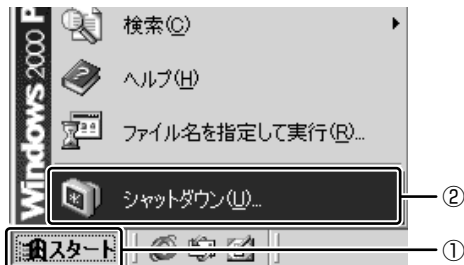 検索(C)
ヘルプ(H)
ファイル名を指定して実行(R)...
シャットダウン(U)...
②
スタート
①
Windows 2000 P